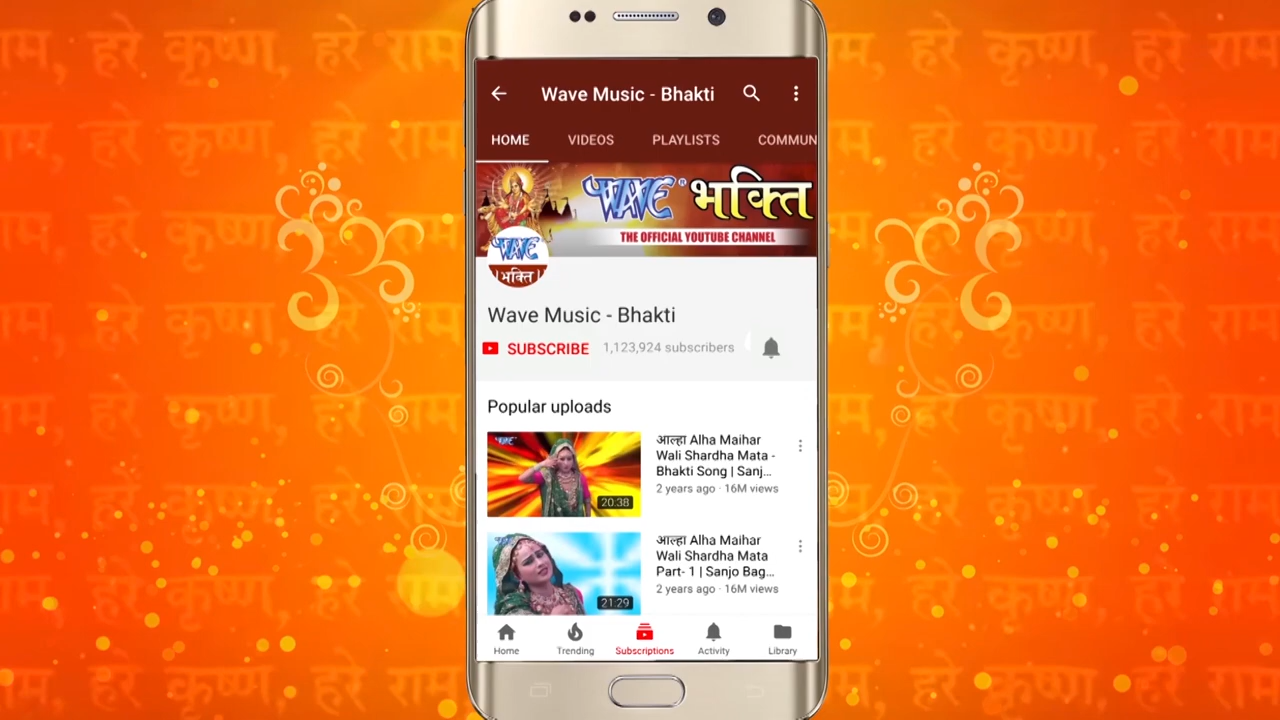 राम, हरे कृष्ण, हरे राम
Wave Music - Bhakti
HOME VIDEOS PLAYLISTS COMMUN
WAVE® भक्ति
THE OFFICIAL YOUTUBE CHANNEL
WAVE
भक्ति
Wave Music - Bhakti
SUBSCRIBE 1,123,924 subscribers
Popular uploads
WAVE
आल्हा Alha Maihar
Wali Shardha Mata -
Bhakti Song | Sanj...
2 years ago · 16M views
20:38
आल्हा Alha Maihar
Wali Shardha Mata
Part- 1 | Sanjo Bag...
2 years ago · 16M views
21:29
Home Trending Subscriptions Activity Library